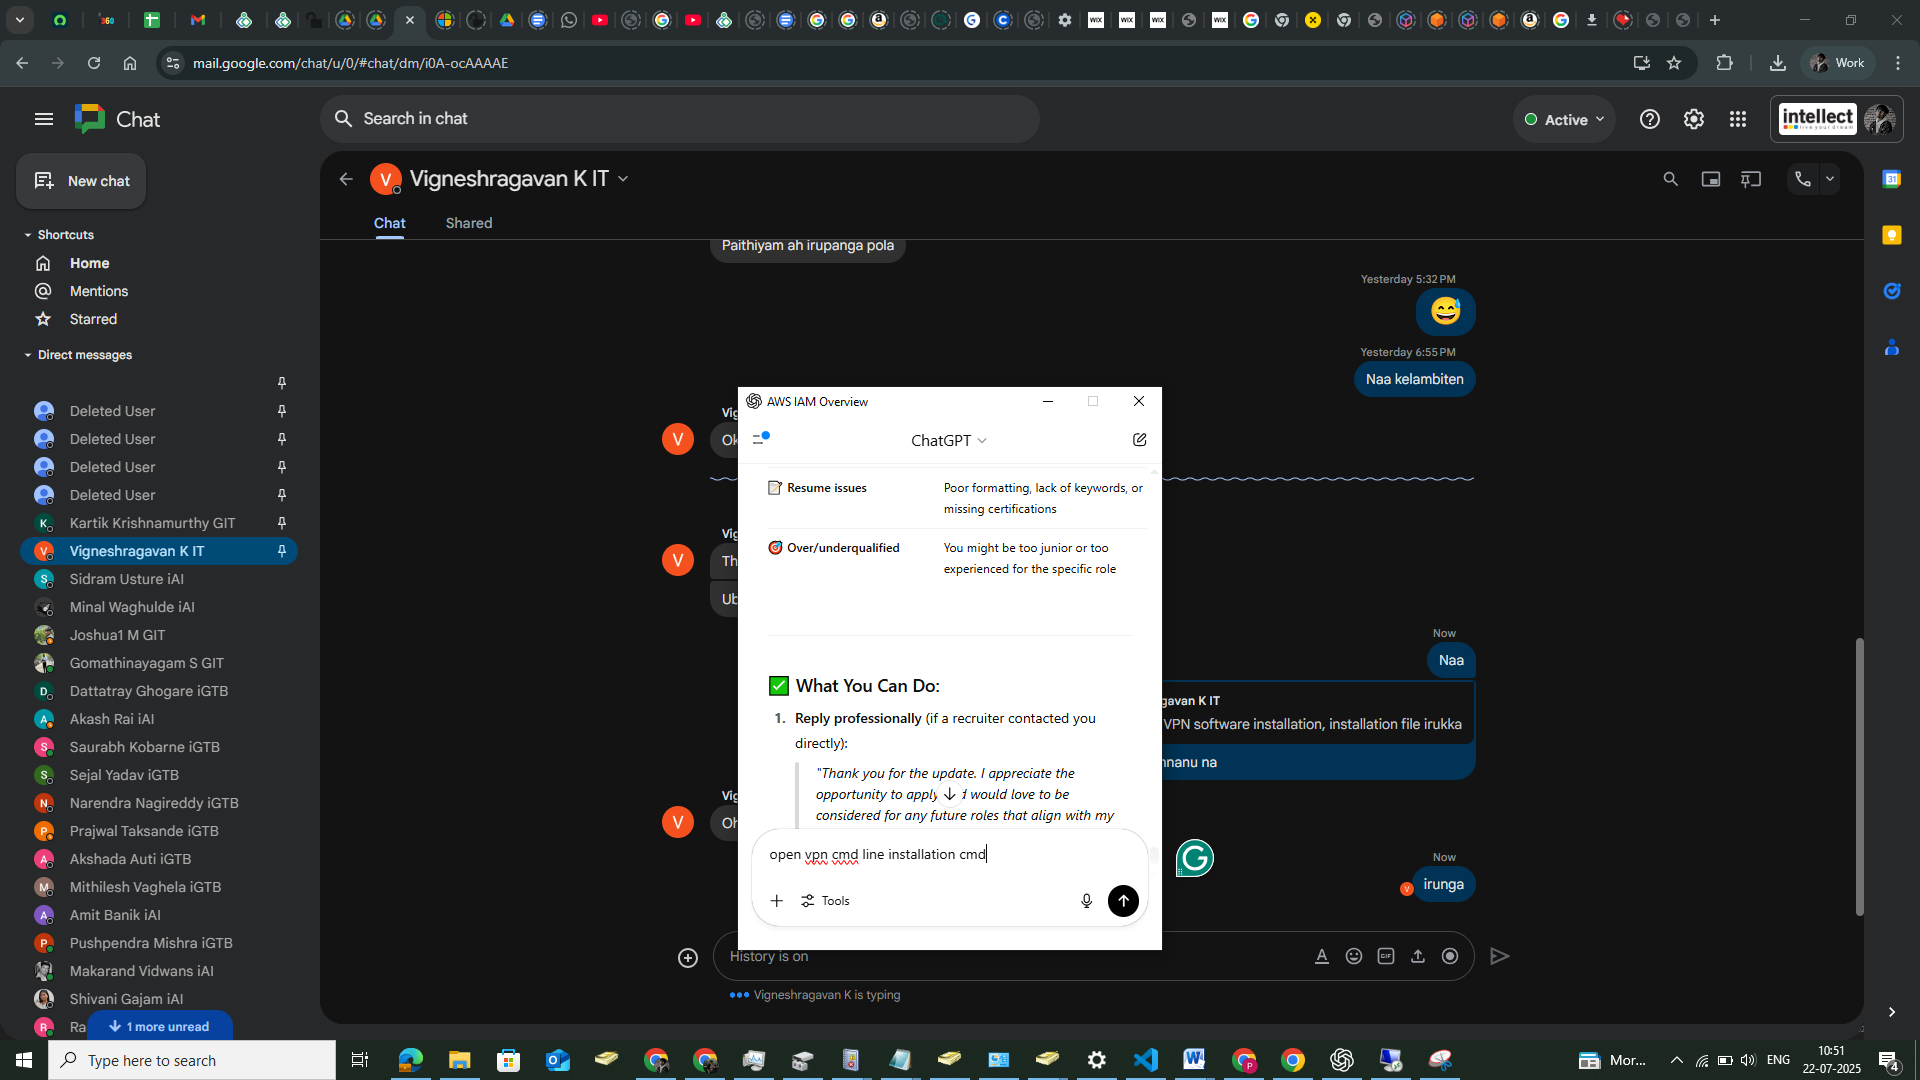 360
WIX
WIX
WIX
WIX
mail.google.com/chat/u/0/#chat/dm/i0A-ocAAAAE
Work
Chat
Search in chat
Active
intellect
New chat
Vigneshragavan K IT
Chat
Shared
Shortcuts
Home
Mentions
Starred
Direct messages
Deleted User
Deleted User
Deleted User
Deleted User
Kartik Krishnamurthy GIT
Vigneshragavan K IT
Sidram Usture iAI
Minal Waghulde iAI
Joshua1 M GIT
Gomathinayagam S GIT
Dattatray Ghogare iGTB
Akash Rai iAI
Saurabh Kobarne iGTB
Sejal Yadav iGTB
Narendra Nagireddy iGTB
Prajwal Taksande iGTB
Akshada Auti iGTB
Mithilesh Vaghela iGTB
Amit Banik iAI
Pushpendra Mishra iGTB
Makarand Vidwans iAI
Shivani Gajam iAI
Ra
1 more unread
Paithiyam ah irupanga pola
Yesterday 5:32 PM
Yesterday 6:55 PM
Naa kelambiten
Vig
Ok
Vig
Th
Ub
Now
Naa
gavan K IT
VPN software installation, installation file irukka
nnanu na
Vig
Oh
Now
irunga
History is on
GIF
Vigneshragavan K is typing
AWS IAM Overview
ChatGPT
Resume issues
Poor formatting, lack of keywords, or
missing certifications
Over/underqualified
You might be too junior or too
experienced for the specific role
What You Can Do:
1. Reply professionally (if a recruiter contacted you
directly):
"Thank you for the update. I appreciate the
opportunity to apply d would love to be
considered for any future roles that align with my
open vpn cmd line installation cmd
Tools
Type here to search
Mor...
ENG
10:51
22-07-2025
4